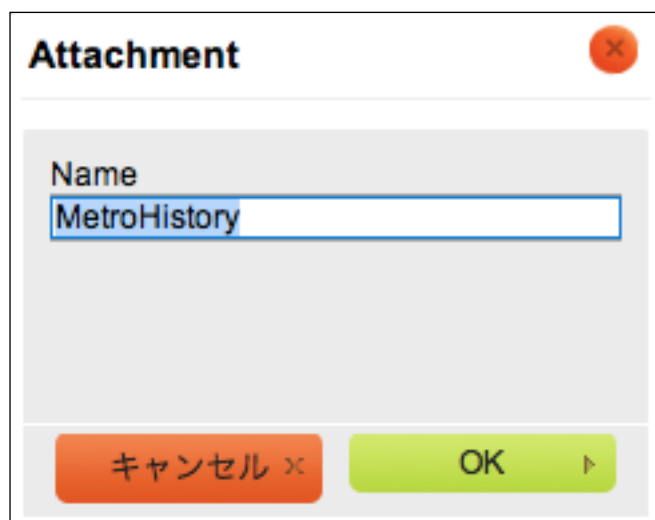 Attachment
Name
MetroHistory
キャンセル OK